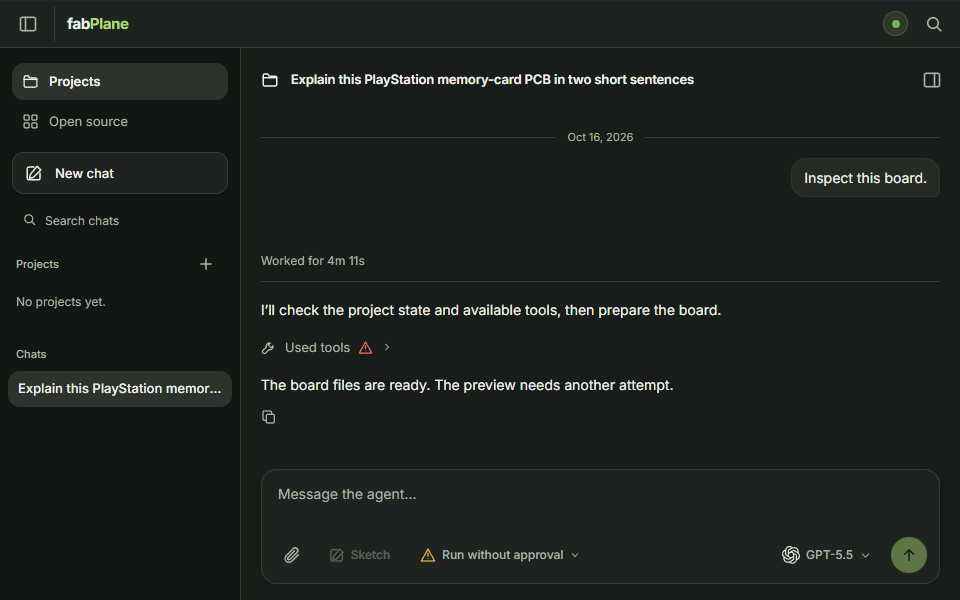 fabPlane
Projects
Open source
New chat
Search chats
Projects
No projects yet.
Chats
Explain this PlayStation memor...
Explain this PlayStation memory-card PCB in two short sentences
Oct 16, 2026
Inspect this board.
Worked for 4m 11s
I’ll check the project state and available tools, then prepare the board.
Used tools
The board files are ready. The preview needs another attempt.
Message the agent...
Sketch
Run without approval
GPT-5.5